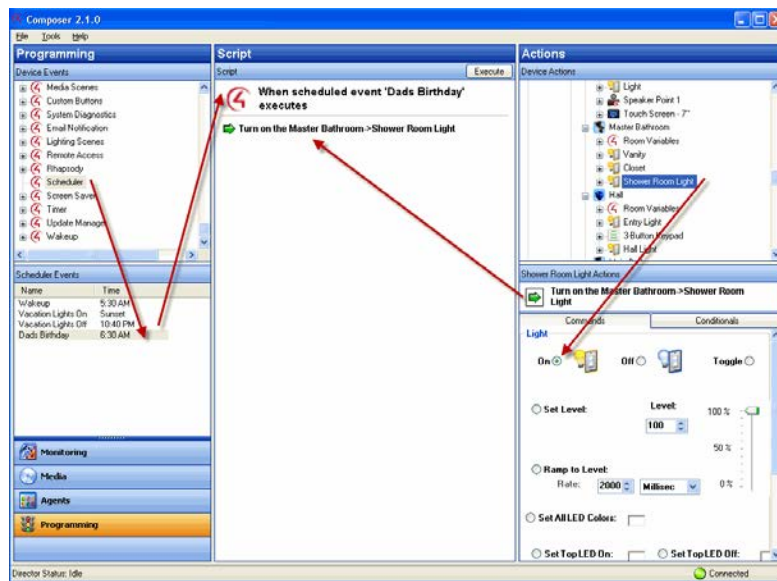 Composer 2.1.0
File Tools Help
Programming
Device Events
Media Scenes
Custom Buttons
System Diagnostics
Email Notification
Lighting Scenes
Remote Access
Rhapsody
Scheduler
Screen Saver
Timer
Update Manager
Wakeup
Scheduler Events
Name Time
Wakeup 5:30 AM
Vacation Lights On Sunset
Vacation Lights Off 10:40 PM
Dads Birthday 6:30 AM
Monitoring
Media
Agents
Programming
Director Status: Idle
Script
Script Execute
When scheduled event 'Dads Birthday'
executes
Turn on the Master Bathroom->Shower Room Light
Actions
Device Actions
Light
Speaker Point 1
Touch Screen - 7"
Master Bathroom
Room Variables
Vanity
Closet
Shower Room Light
Hall
Room Variables
Entry Light
3-Button Keypad
Hall Light
Shower Room Light Actions
Turn on the Master Bathroom->Shower Room
Light
Commands Conditionals
Light
On Off Toggle
Set Level: Level: 100 %
100
50 %
Ramp to Level:
Rate: 2000 Millisec 0 %
Set All LED Colors:
Set Top LED On: Set Top LED Off:
Connected